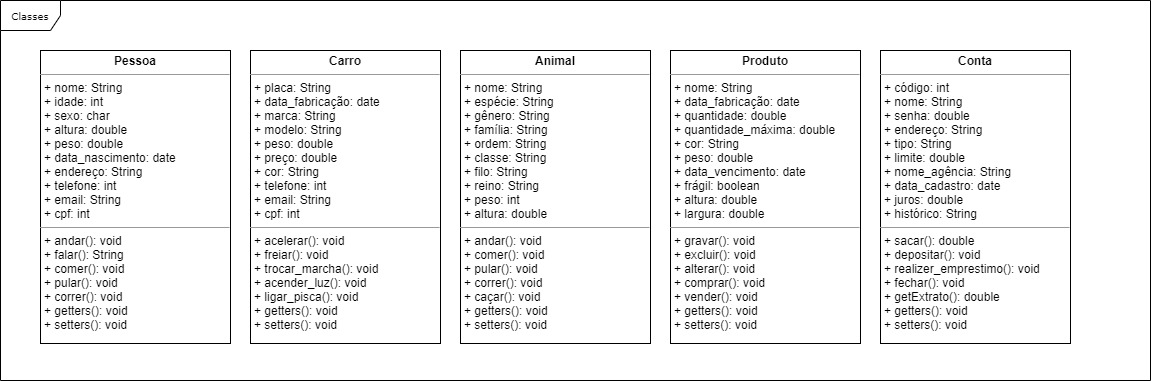 Classes
Pessoa
+ nome: String
+ idade: int
+ sexo: char
+ altura: double
+ peso: double
+ data_nascimento: date
+ endereço: String
+ telefone: int
+ email: String
+ cpf: int
+ andar(): void
+ falar(): String
+ comer(): void
+ pular(): void
+ correr(): void
+ getters(): void
+ setters(): void
Carro
+ placa: String
+ data_fabricação: date
+ marca: String
+ modelo: String
+ peso: double
+ preço: double
+ cor: String
+ telefone: int
+ email: String
+ cpf: int
+ acelerar(): void
+ freiar(): void
+ trocar_marcha(): void
+ acender_luz(): void
+ ligar_pisca(): void
+ getters(): void
+ setters(): void
Animal
+ nome: String
+ espécie: String
+ gênero: String
+ família: String
+ ordem: String
+ classe: String
+ filo: String
+ reino: String
+ peso: int
+ altura: double
+ andar(): void
+ comer(): void
+ pular(): void
+ correr(): void
+ caçar(): void
+ getters(): void
+ setters(): void
Produto
+ nome: String
+ data_fabricação: date
+ quantidade: double
+ quantidade_máxima: double
+ cor: String
+ peso: double
+ data_vencimento: date
+ frágil: boolean
+ altura: double
+ largura: double
+ gravar(): void
+ excluir(): void
+ alterar(): void
+ comprar(): void
+ vender(): void
+ getters(): void
+ setters(): void
Conta
+ código: int
+ nome: String
+ senha: double
+ endereço: String
+ tipo: String
+ limite: double
+ nome_agência: String
+ data_cadastro: date
+ juros: double
+ histórico: String
+ sacar(): double
+ depositar(): void
+ realizer_emprestimo(): void
+ fechar(): void
+ getExtrato(): double
+ getters(): void
+ setters(): void